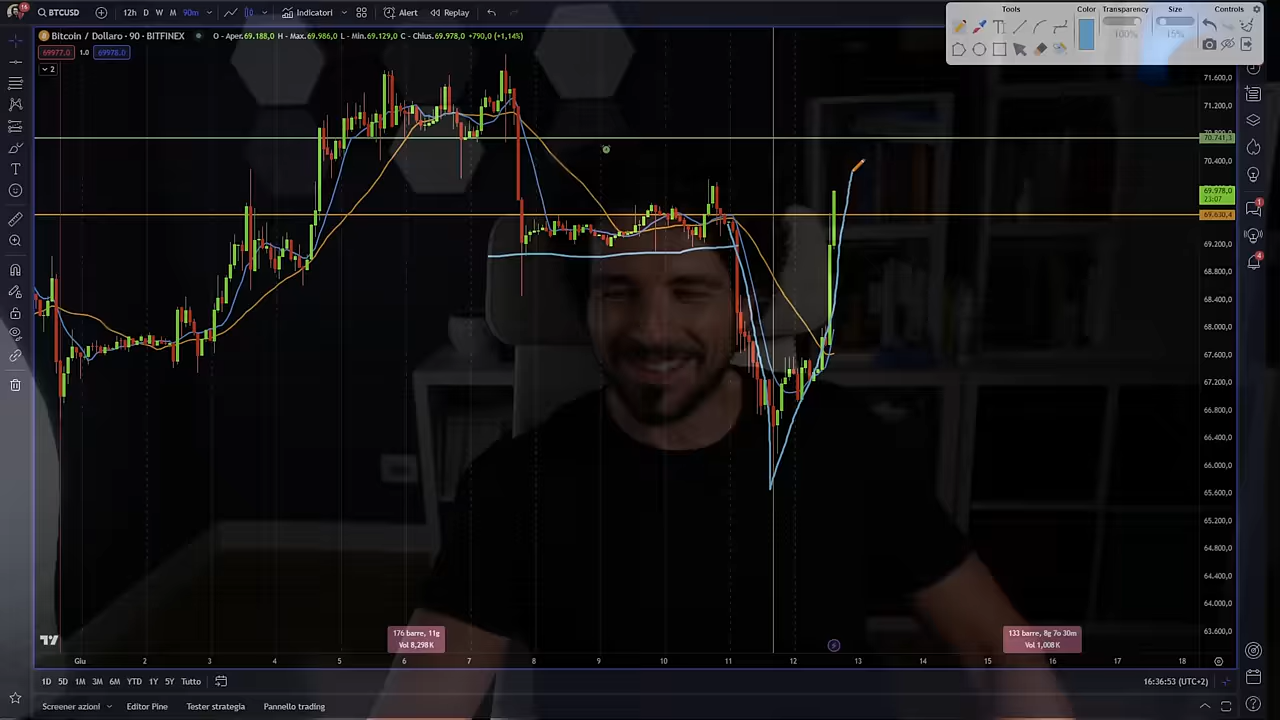 BTCUSD 12h D W M 90m Indicatori Alert Replay
Tools Color Transparency Size Controls
100% 15%
Bitcoin / Dollaro · 90 · BITFINEX O - Aper.69.188,0 H - Max.69.986,0 L - Min.69.129,0 C - Chius.69.978,0 +790,0 (+1,14%)
69977,0 1.0 69978,0
2
71.600,0
71.200,0
70.741,3
70.400,0
69.978,0
23:07
69.630,4
69.200,0
68.800,0
68.400,0
68.000,0
67.600,0
67.200,0
66.800,0
66.400,0
66.000,0
65.600,0
65.200,0
64.800,0
64.400,0
64.000,0
63.600,0
1
4
176 barre, 11g
Vol 8,298K
133 barre, 8g 7o 30m
Vol 1,008K
Giu 2 3 4 5 6 7 8 9 10 11 12 13 14 15 16 17 18
1D 5D 1M 3M 6M YTD 1Y 5Y Tutto 16:36:53 (UTC+2)
Screener azioni Editor Pine Tester strategia Pannello trading